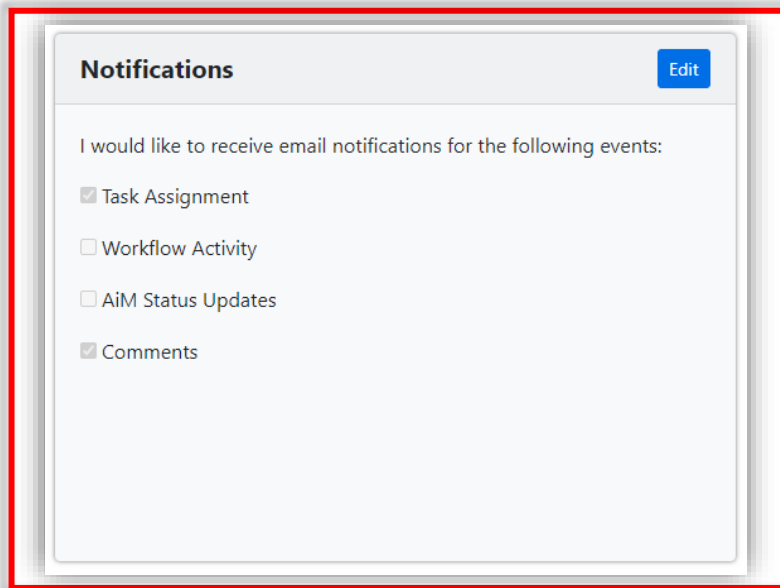 Notifications
Edit
I would like to receive email notifications for the following events:
Task Assignment
Workflow Activity
AiM Status Updates
Comments